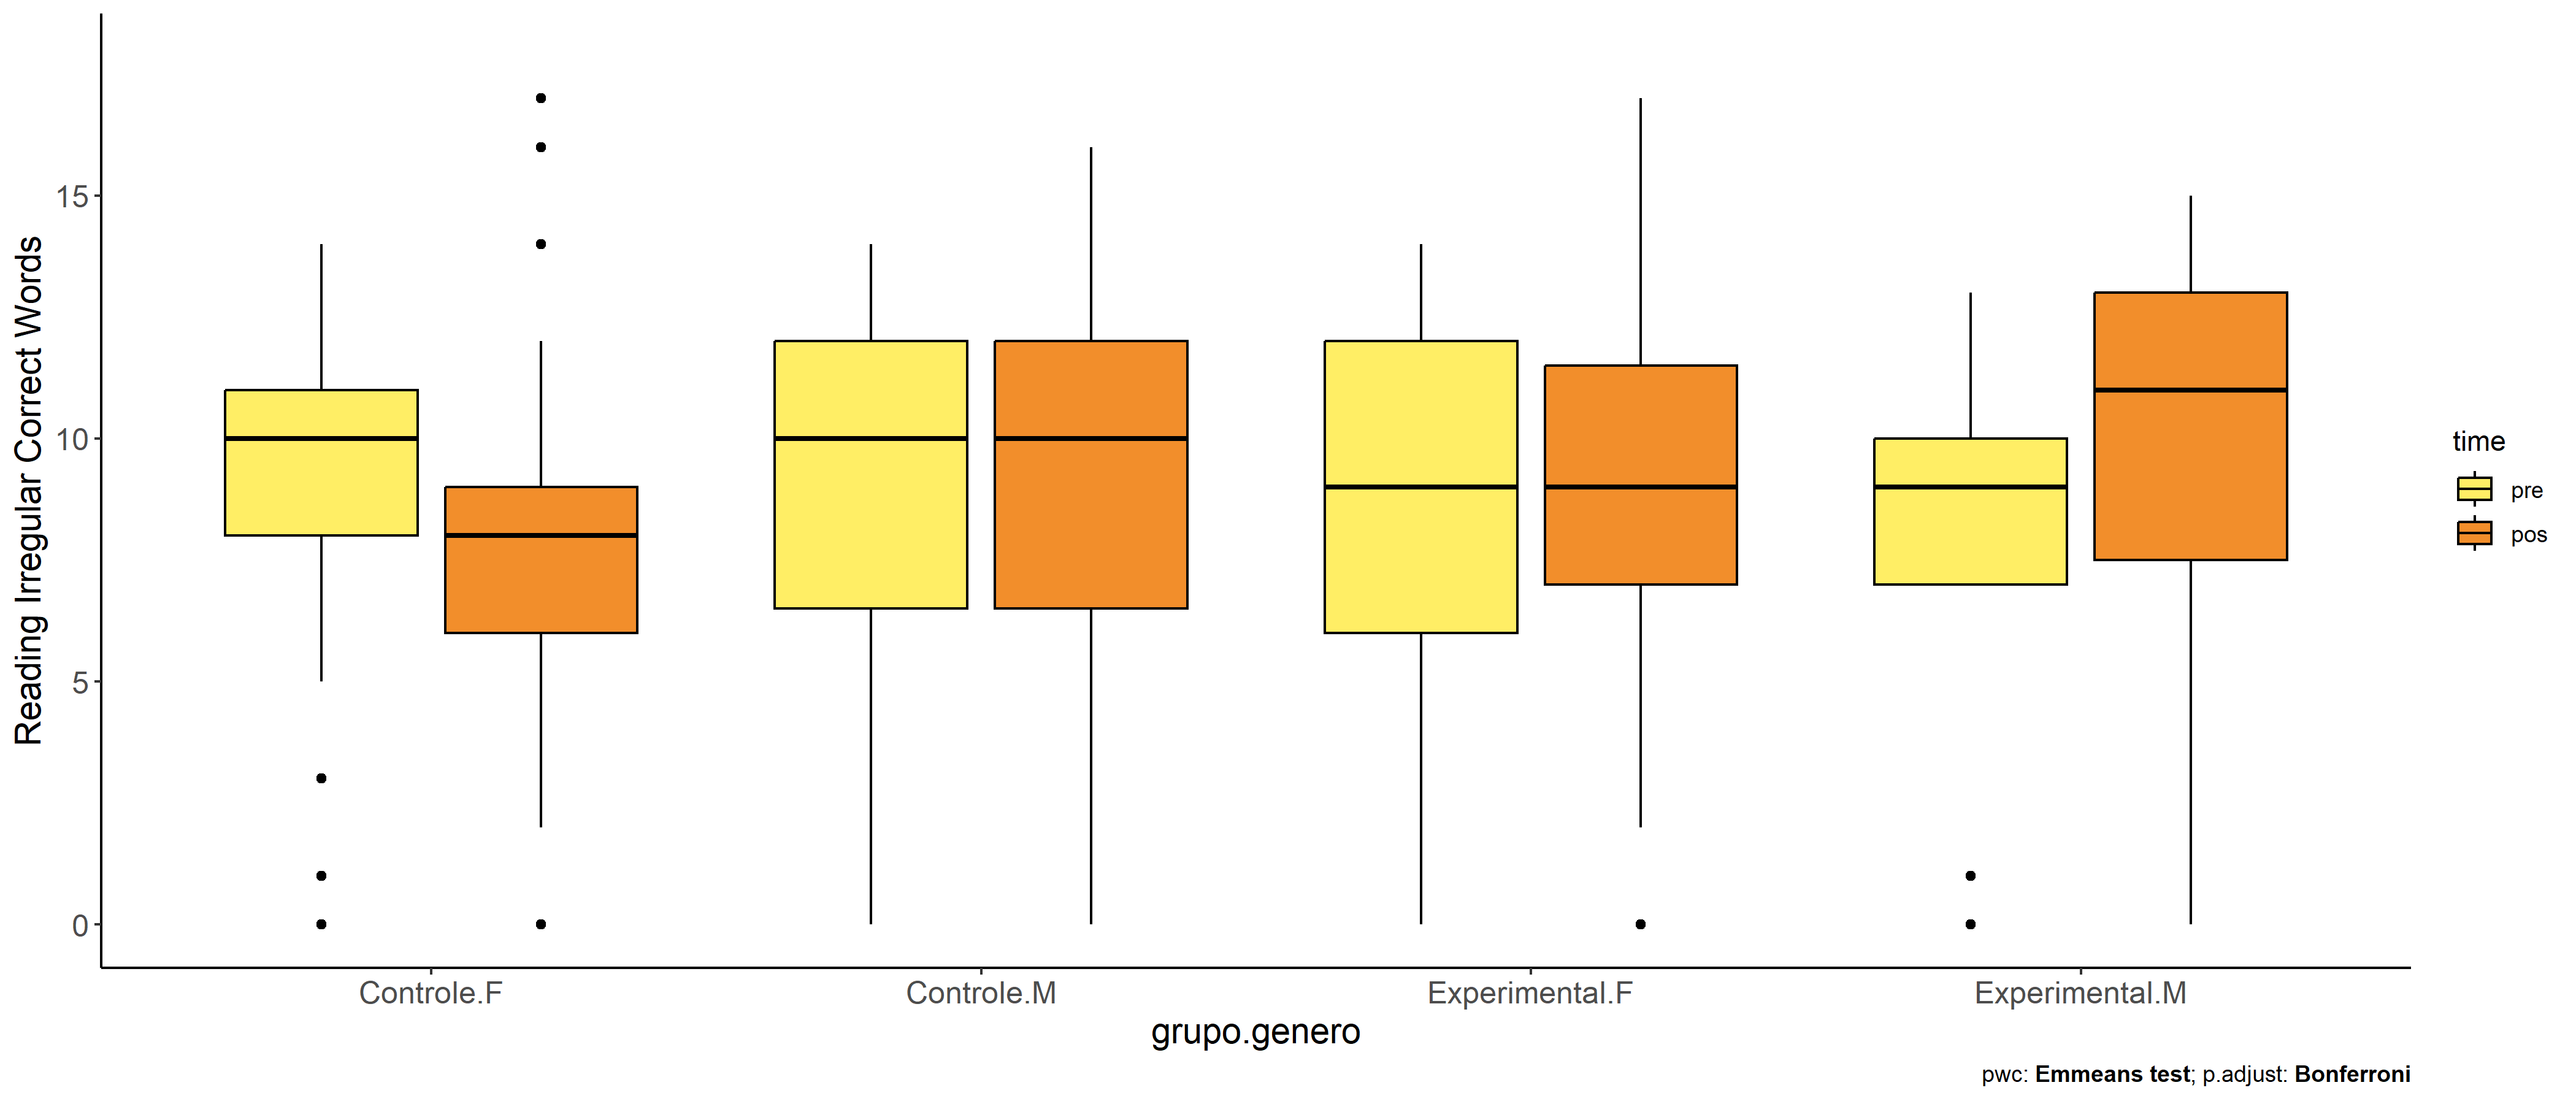 Reading Irregular Correct Words
15
10
5
0
Controle.F
Controle.M
Experimental.F
Experimental.M
grupo.genero
time
pre
pos
pwc: Emmeans test; p.adjust: Bonferroni